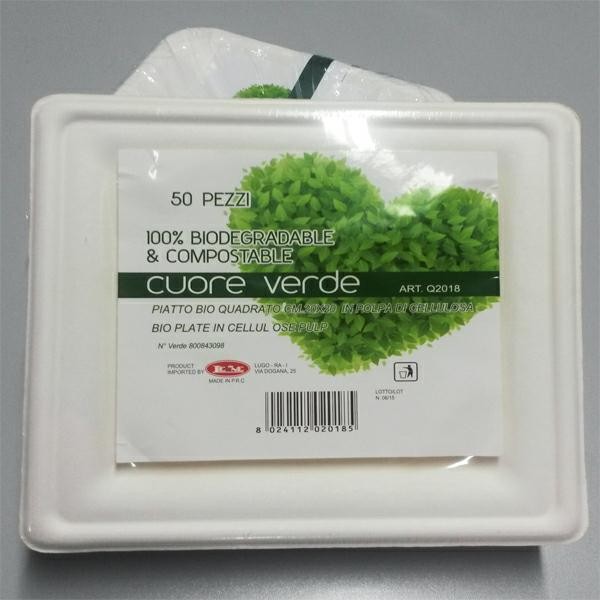 50 PEZZI
100% BIODEGRADABLE
& COMPOSTABLE
cuore verde
ART. Q2018
PIATTO BIO QUADRATO CM.20X20 IN POLPA DI CELLULOSA
BIO PLATE IN CELLUL OSE PULP
N° Verde 800843098
PRODUCT
IMPORTED BY
MADE IN P.R.C
LUGO - RA - I
VIA DOGANA, 25
LOTTO/LOT
N. 06/15
8 024112 020185